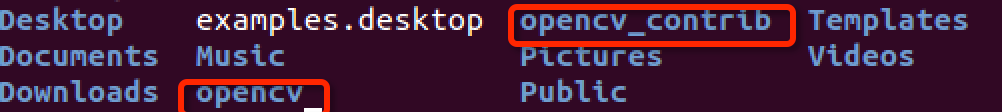 Desktop examples.desktop opencv_contrib Templates
Documents Music Pictures Videos
Downloads opencv Public